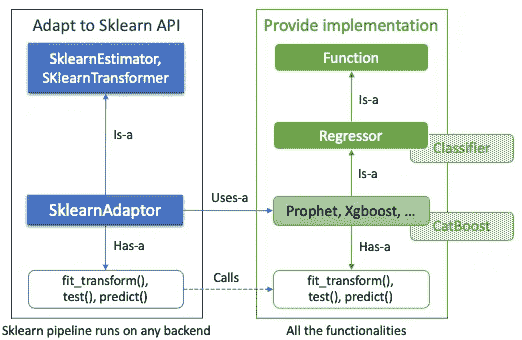 Adapt to Sklearn API
SklearnEstimator,
SKlearnTransformer
Is-a
SklearnAdaptor
Has-a
fit_transform(),
test(), predict()
Sklearn pipeline runs on any backend
Uses-a
Calls
Provide implementation
Function
Is-a
Regressor
Classifier
Is-a
Prophet, Xgboost, ...
CatBoost
Has-a
fit_transform(),
test(), predict()
All the functionalities